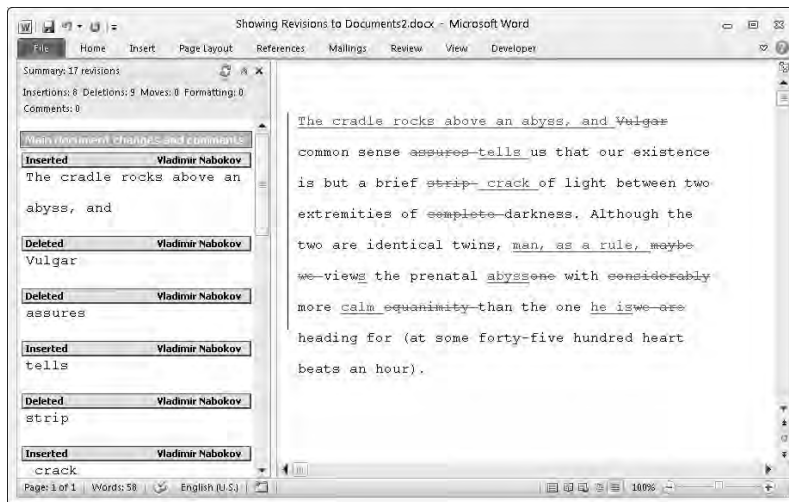 Showing Revisions to Documents2.docx - Microsoft Word
File Home Insert Page Layout References Mailings Review View Developer
Summary: 17 revisions
Insertions: 8 Deletions: 9 Moves: 0 Formatting: 0
Comments: 0
Main document changes and comments
Inserted Vladimir Nabokov
The cradle rocks above an
abyss, and
Deleted Vladimir Nabokov
Vulgar
Deleted Vladimir Nabokov
assures
Inserted Vladimir Nabokov
tells
Deleted Vladimir Nabokov
strip
Inserted Vladimir Nabokov
crack
The cradle rocks above an abyss, and Vulgar
common sense assures tells us that our existence
is but a brief strip crack of light between two
extremities of complete darkness. Although the
two are identical twins, man, as a rule, maybe
we views the prenatal abyssone with considerably
more calm equanimity than the one he iswe are
heading for (at some forty-five hundred heart
beats an hour).
Page: 1 of 1 Words: 58 English (U.S.) 100%